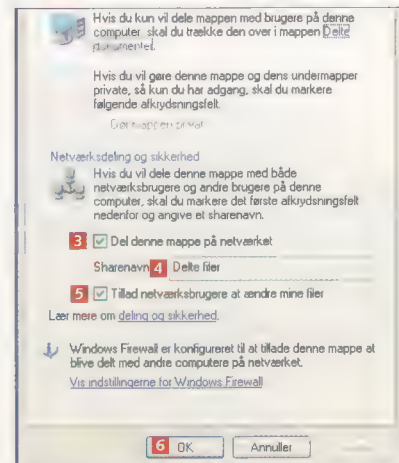 Hvis du kun vil dele mappen med brugere på denne
computer, skal du trække den over i mappen Delte
dokumenter.
Hvis du vil gøre denne mappe og dens undermapper
private, så kun du har adgang, skal du markere
følgende afkrydsningsfelt.
Gør mappen privat
Netværksdeling og sikkerhed
Hvis du vil dele denne mappe med både
netværksbrugere og andre brugere på denne
computer, skal du markere det første afkrydsningsfelt
nedenfor og angive et sharenavn.
3 Del denne mappe på netværket
Sharenavn 4 Delte filer
5 Tillad netværksbrugere at ændre mine filer
Lær mere om deling og sikkerhed.
Windows Firewall er konfigureret til at tillade denne mappe at
blive delt med andre computere på netværket.
Vis indstillingerne for Windows Firewall
6 OK Annuller